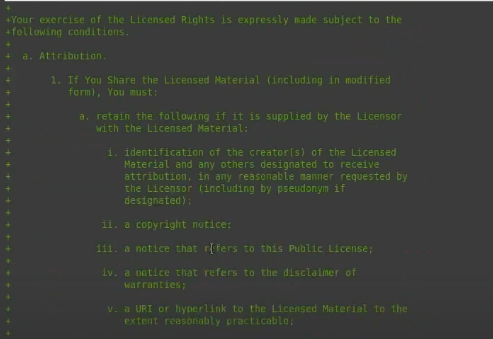 +
+Your exercise of the Licensed Rights is expressly made subject to the
+following conditions.
+
+ a. Attribution.
+
+ 1. If You Share the Licensed Material (including in modified
+ form), You must:
+
+ a. retain the following if it is supplied by the Licensor
+ with the Licensed Material:
+
+ i. identification of the creator(s) of the Licensed
+ Material and any others designated to receive
+ attribution, in any reasonable manner requested by
+ the Licensor (including by pseudonym if
+ designated);
+
+ ii. a copyright notice;
+
+ iii. a notice that refers to this Public License;
+
+ iv. a notice that refers to the disclaimer of
+ warranties;
+
+ v. a URI or hyperlink to the Licensed Material to the
+ extent reasonably practicable;
+